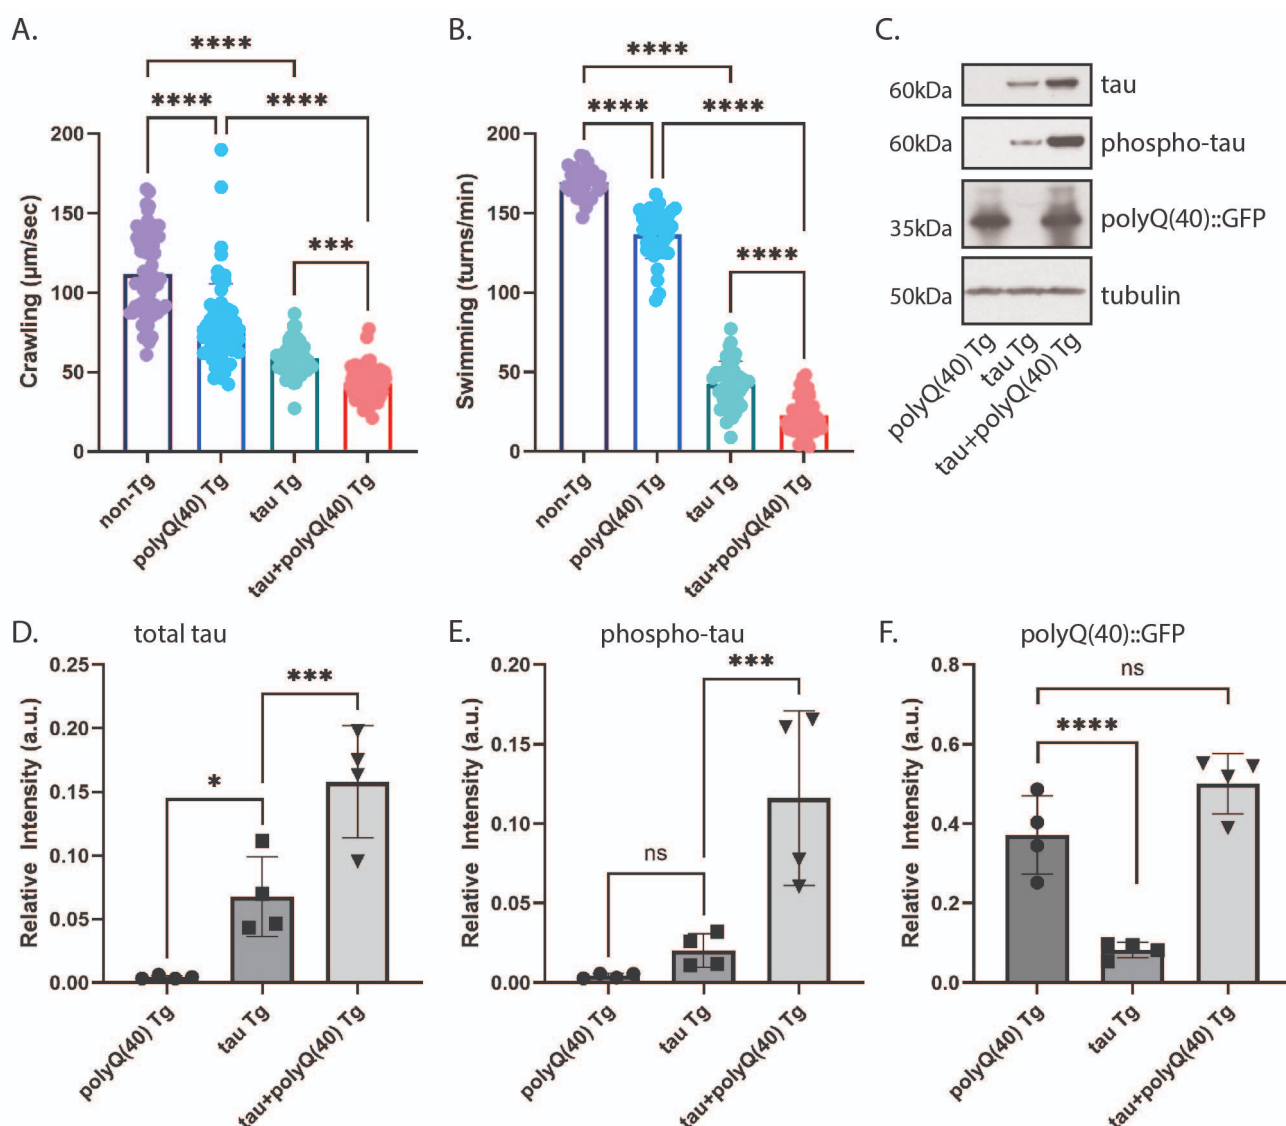 A.
****
****
****
***
Crawling (μm/sec)
200
150
100
50
0
non-Tg
polyQ(40) Tg
tau Tg
tau+polyQ(40) Tg
B.
****
****
****
****
Swimming (turns/min)
200
150
100
50
0
non-Tg
polyQ(40) Tg
tau Tg
tau+polyQ(40) Tg
C.
60kDa
tau
60kDa
phospho-tau
35kDa
polyQ(40)::GFP
50kDa
tubulin
polyQ(40) Tg
tau Tg
tau+polyQ(40) Tg
D.
total tau
***
*
Relative Intensity (a.u.)
0.25
0.20
0.15
0.10
0.05
0.00
polyQ(40) Tg
tau Tg
tau+polyQ(40) Tg
E.
phospho-tau
***
ns
Relative Intensity (a.u.)
0.20
0.15
0.10
0.05
0.00
polyQ(40) Tg
tau Tg
tau+polyQ(40) Tg
F.
polyQ(40)::GFP
ns
****
Relative Intensity (a.u.)
0.8
0.6
0.4
0.2
0.0
polyQ(40) Tg
tau Tg
tau+polyQ(40) Tg